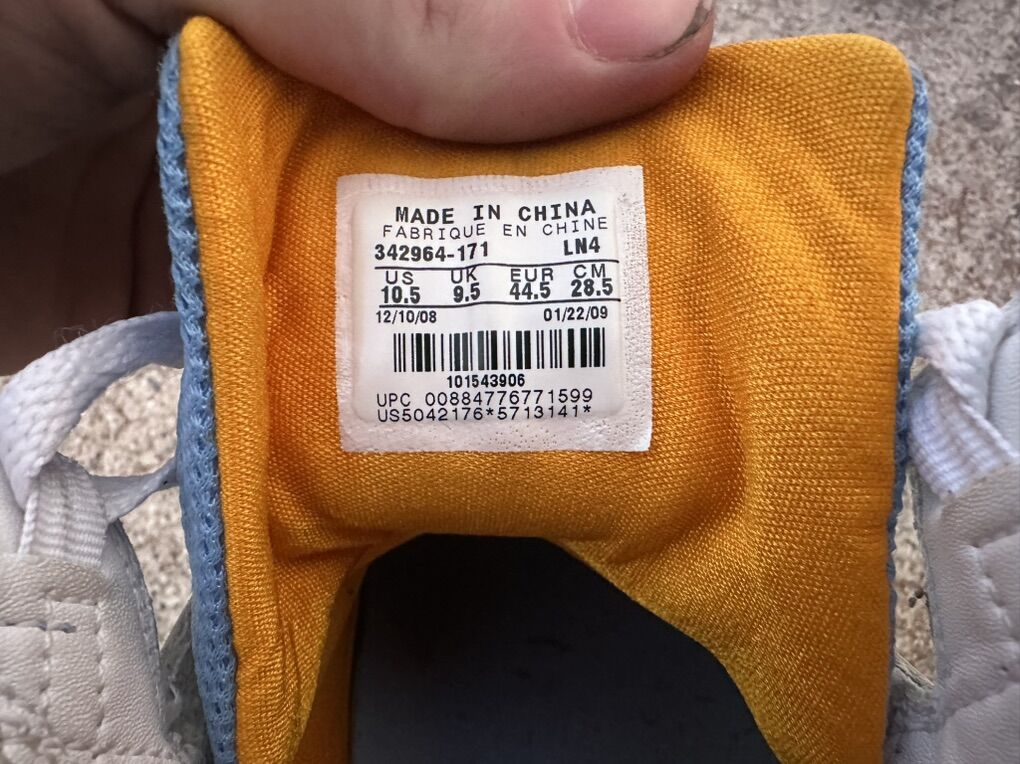 MADE IN CHINA
FABRIQUE EN CHINE
342964-171 LN4
US UK EUR CM
10.5 9.5 44.5 28.5
12/10/08 01/22/09
101543906
UPC 00884776771599
US5042176*5713141*